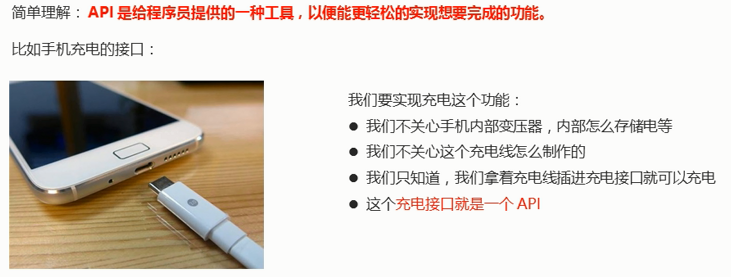 简单理解：API 是给程序员提供的一种工具，以便能更轻松的实现想要完成的功能。
比如手机充电的接口：
我们要实现充电这个功能：
● 我们不关心手机内部变压器，内部怎么存储电等
● 我们不关心这个充电线怎么制作的
● 我们只知道，我们拿着充电线插进充电接口就可以充电
● 这个充电接口就是一个 API